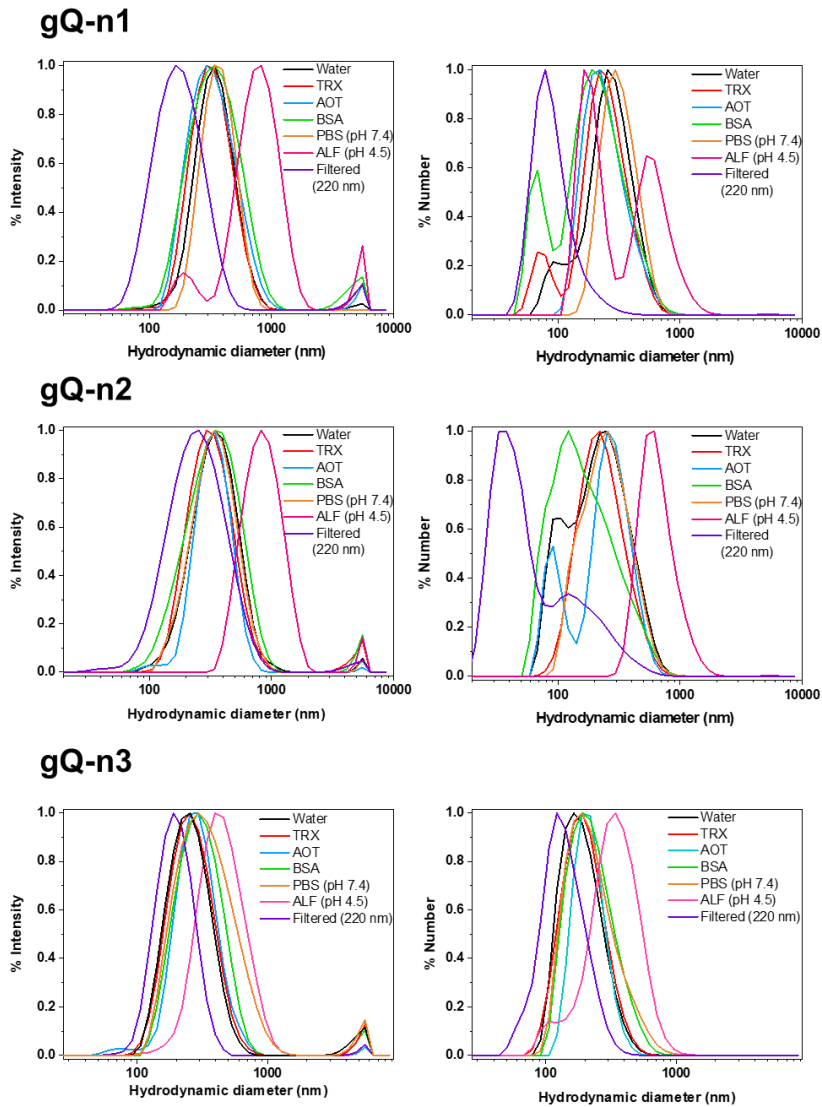 gQ-n1
1.0
0.8
0.6
0.4
0.2
0.0
% Intensity
100
1000
10000
Hydrodynamic diameter (nm)
Water
TRX
AOT
BSA
PBS (pH 7.4)
ALF (pH 4.5)
Filtered
(220 nm)
1.0
0.8
0.6
0.4
0.2
0.0
% Number
100
1000
10000
Hydrodynamic diameter (nm)
Water
TRX
AOT
BSA
PBS (pH 7.4)
ALF (pH 4.5)
Filtered
(220 nm)
gQ-n2
1.0
0.8
0.6
0.4
0.2
0.0
% Intensity
100
1000
10000
Hydrodynamic diameter (nm)
Water
TRX
AOT
BSA
PBS (pH 7.4)
ALF (pH 4.5)
Filtered
(220 nm)
1.0
0.8
0.6
0.4
0.2
0.0
% Number
100
1000
10000
Hydrodynamic diameter (nm)
Water
TRX
AOT
BSA
PBS (pH 7.4)
ALF (pH 4.5)
Filtered
(220 nm)
gQ-n3
1.0
0.8
0.6
0.4
0.2
0.0
% Intensity
100
1000
Hydrodynamic diameter (nm)
Water
TRX
AOT
BSA
PBS (pH 7.4)
ALF (pH 4.5)
Filtered (220 nm)
1.0
0.8
0.6
0.4
0.2
0.0
% Number
100
1000
Hydrodynamic diameter (nm)
Water
TRX
AOT
BSA
PBS (pH 7.4)
ALF (pH 4.5)
Filtered (220 nm)